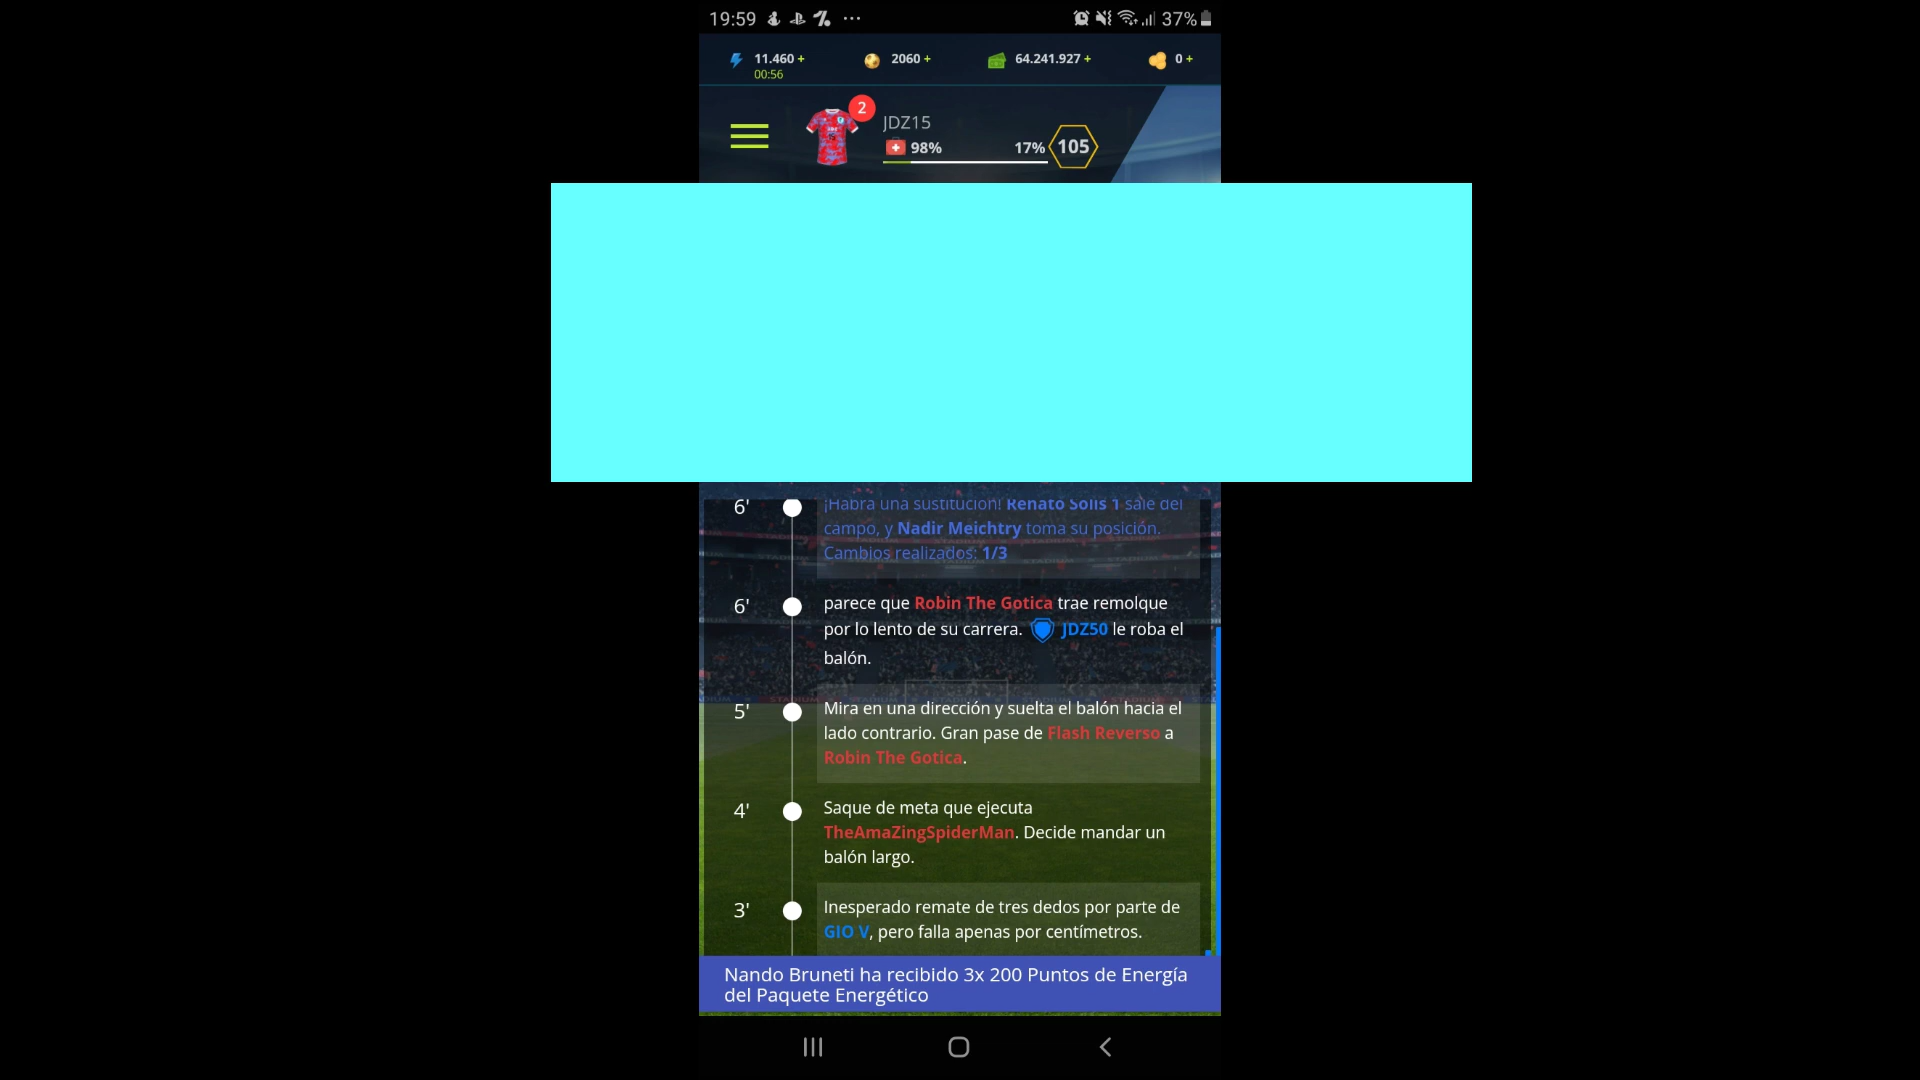 19:59 37%
11.460 + 2060 + 64.241.927 + 0 +
00:56
2
JDZ15
98% 17% 105
6' ¡Habrá una sustitución! Renato Solís 1 sale del
campo, y Nadir Meichtry toma su posición.
Cambios realizados: 1/3
6' parece que Robin The Gotica trae remolque
por lo lento de su carrera. JDZ50 le roba el
balón.
5' Mira en una dirección y suelta el balón hacia el
lado contrario. Gran pase de Flash Reverso a
Robin The Gotica.
4' Saque de meta que ejecuta
TheAmaZingSpiderMan. Decide mandar un
balón largo.
3' Inesperado remate de tres dedos por parte de
GIO V, pero falla apenas por centímetros.
Nando Bruneti ha recibido 3x 200 Puntos de Energía
del Paquete Energético